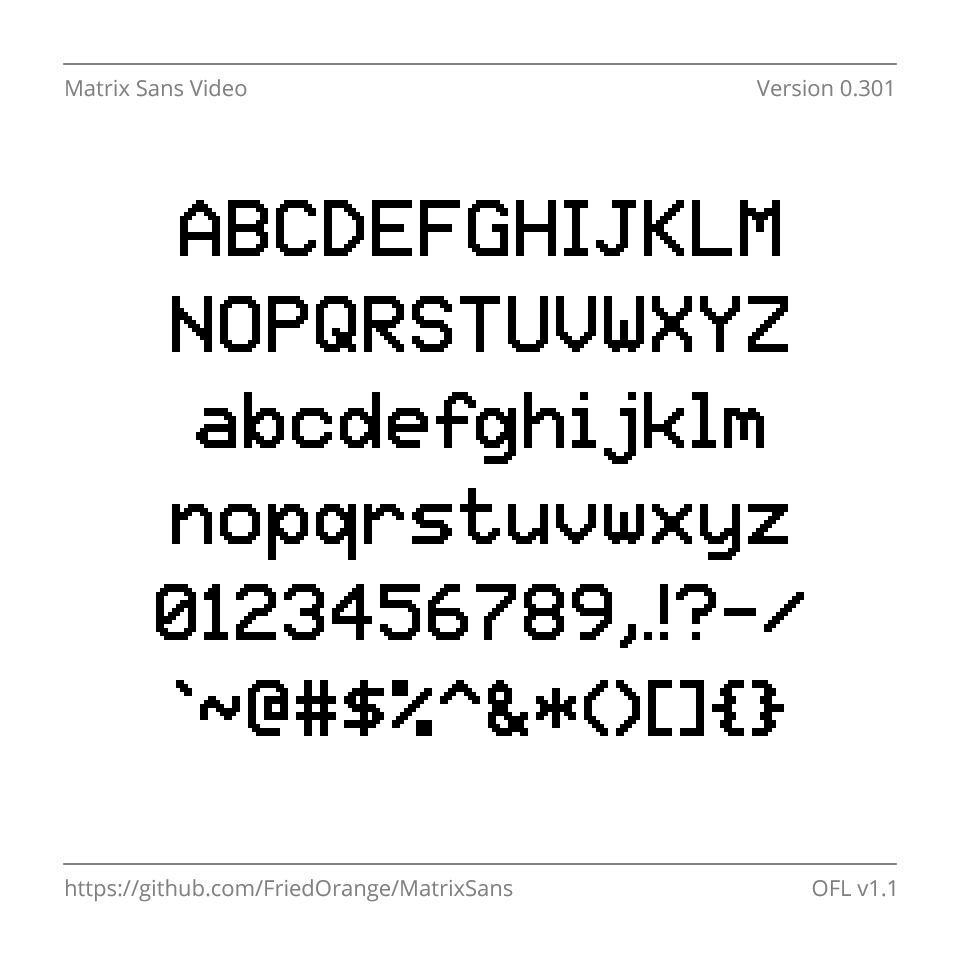 Matrix Sans Video
Version 0.301
ABCDEFGHIJKLM
NOPQRSTUVWXYZ
abcdefghijklm
nopqrstuvwxyz
0123456789,.!?-/
`~@#$%^&*()[]{}
https://github.com/FriedOrange/MatrixSans
OFL v1.1